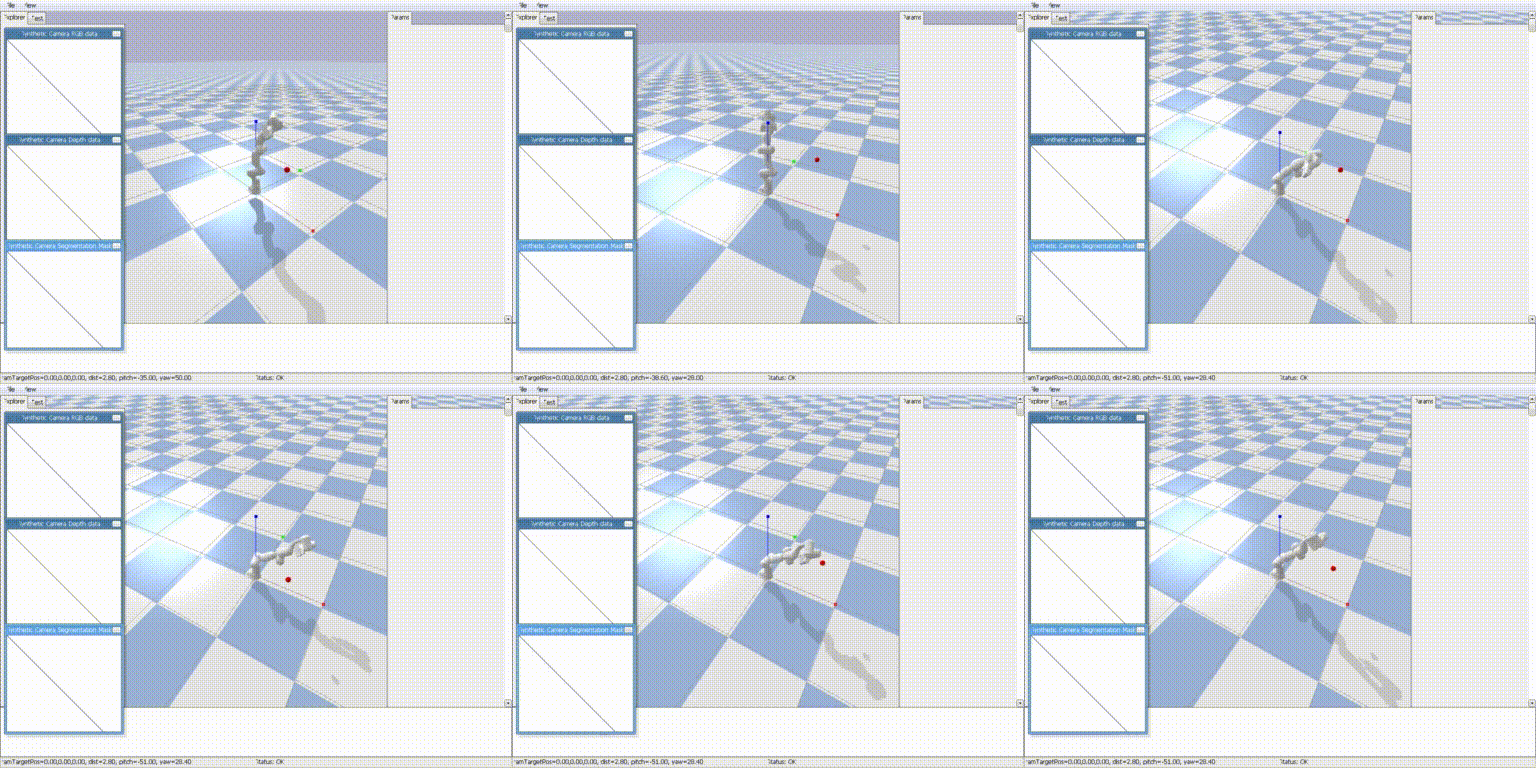 File View File View File View
Explorer Test Params Explorer Test Params Explorer Test Params
Synthetic Camera RGB data Synthetic Camera RGB data Synthetic Camera RGB data
Synthetic Camera Depth data Synthetic Camera Depth data Synthetic Camera Depth data
Synthetic Camera Segmentation Mask Synthetic Camera Segmentation Mask Synthetic Camera Segmentation Mask
camTargetPos=0.00,0.00,0.00, dist=2.80, pitch=-35.00, yaw=50.00 Status: OK camTargetPos=0.00,0.00,0.00, dist=2.80, pitch=-38.60, yaw=28.00 Status: OK camTargetPos=0.00,0.00,0.00, dist=2.80, pitch=-51.00, yaw=28.40 Status: OK
File View File View File View
Explorer Test Params Explorer Test Params Explorer Test Params
Synthetic Camera RGB data Synthetic Camera RGB data Synthetic Camera RGB data
Synthetic Camera Depth data Synthetic Camera Depth data Synthetic Camera Depth data
Synthetic Camera Segmentation Mask Synthetic Camera Segmentation Mask Synthetic Camera Segmentation Mask
camTargetPos=0.00,0.00,0.00, dist=2.80, pitch=-51.00, yaw=28.40 Status: OK camTargetPos=0.00,0.00,0.00, dist=2.80, pitch=-51.00, yaw=28.40 Status: OK camTargetPos=0.00,0.00,0.00, dist=2.80, pitch=-51.00, yaw=28.40 Status: OK